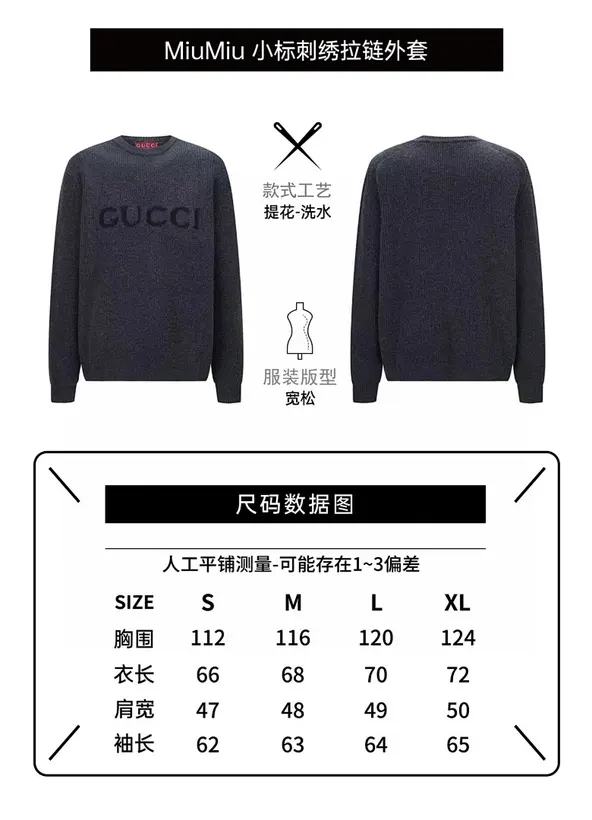 MiuMiu 小标刺绣拉链外套
GUCCI
GUCCI
款式工艺
提花-洗水
服装版型
宽松
尺码数据图
人工平铺测量-可能存在1~3偏差
SIZE S M L XL
胸围 112 116 120 124
衣长 66 68 70 72
肩宽 47 48 49 50
袖长 62 63 64 65